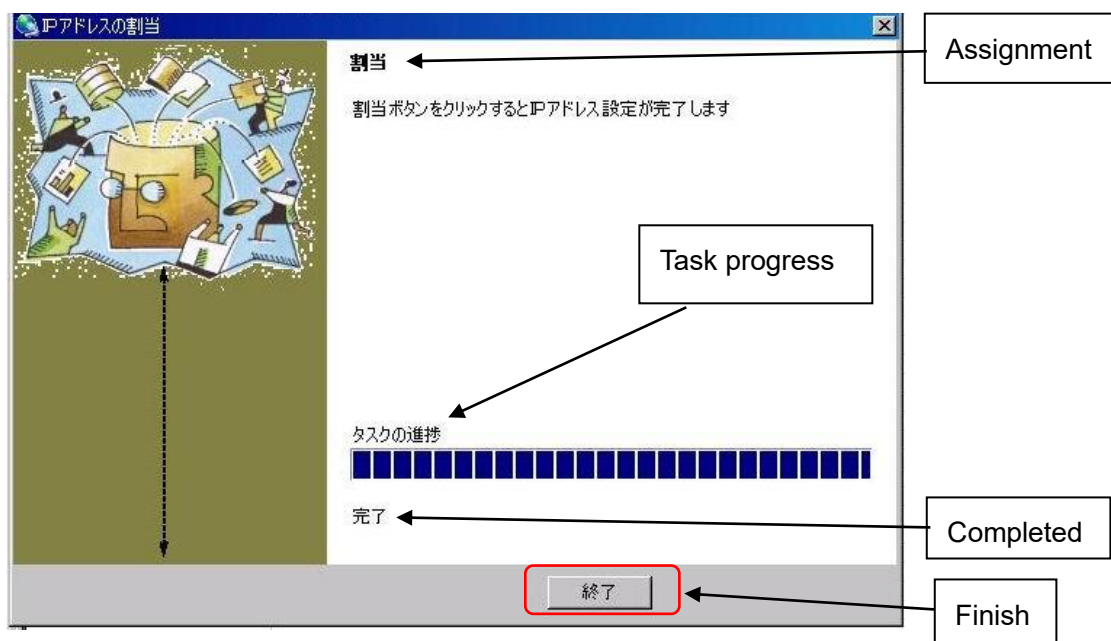 IPアドレスの割当
割当
Assignment
割当ボタンをクリックするとIPアドレス設定が完了します
Task progress
タスクの進捗
完了
Completed
終了
Finish